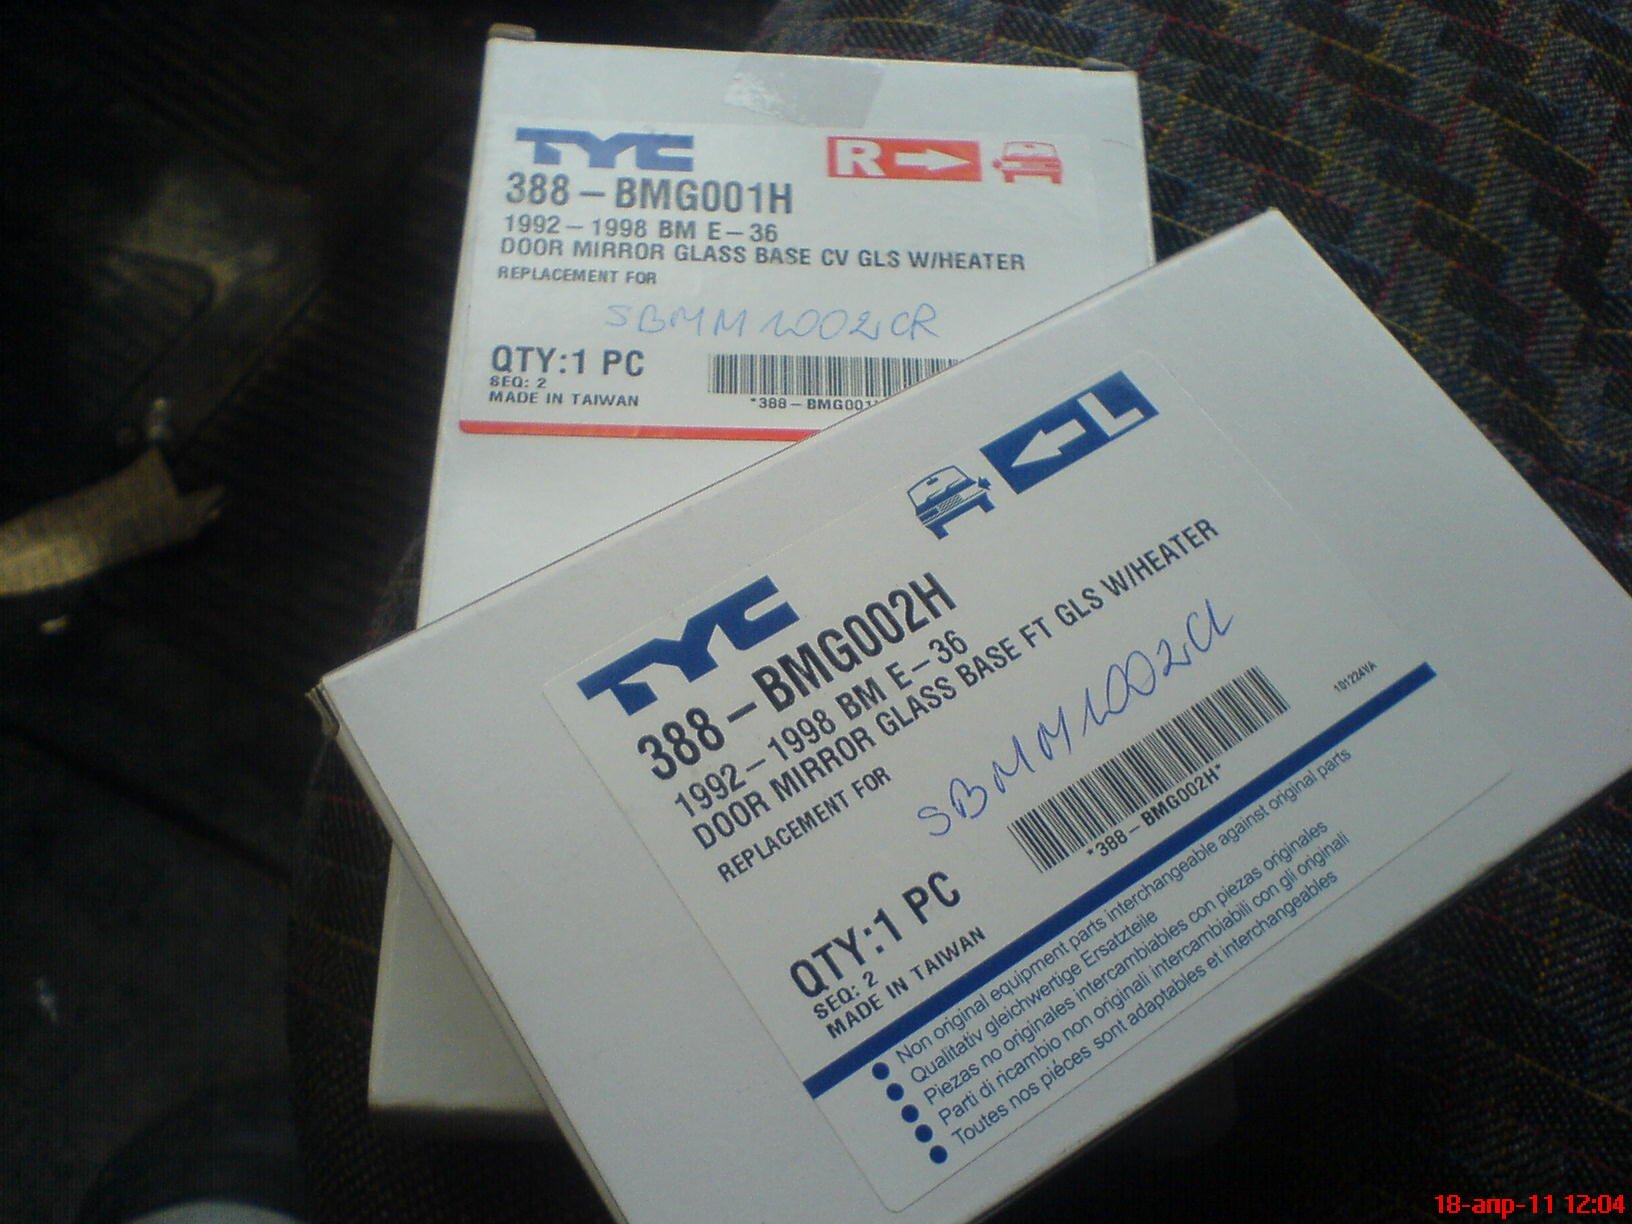 TYC
R
388-BMG001H
1992-1998 BM E-36
DOOR MIRROR GLASS BASE CV GLS W/HEATER
REPLACEMENT FOR
SBMM1002CR
QTY:1 PC
SEQ: 2
MADE IN TAIWAN
*388-BMG001
L
TYC
388-BMG002H
1992-1998 BM E-36
DOOR MIRROR GLASS BASE FT GLS W/HEATER
REPLACEMENT FOR
SBMM1002CL
QTY:1 PC
SEQ: 2
MADE IN TAIWAN
*388-BMG002H*
101224YA
Non original equipment parts interchangeable against original parts
Qualitativ gleichwertige Ersatzteile
Piezas no originales intercambiables con piezas originales
Parti di ricambio non originali intercambiabili con gli originali
Toutes nos piéces sont adaptables et interchangeables
18-апр-11 12:04